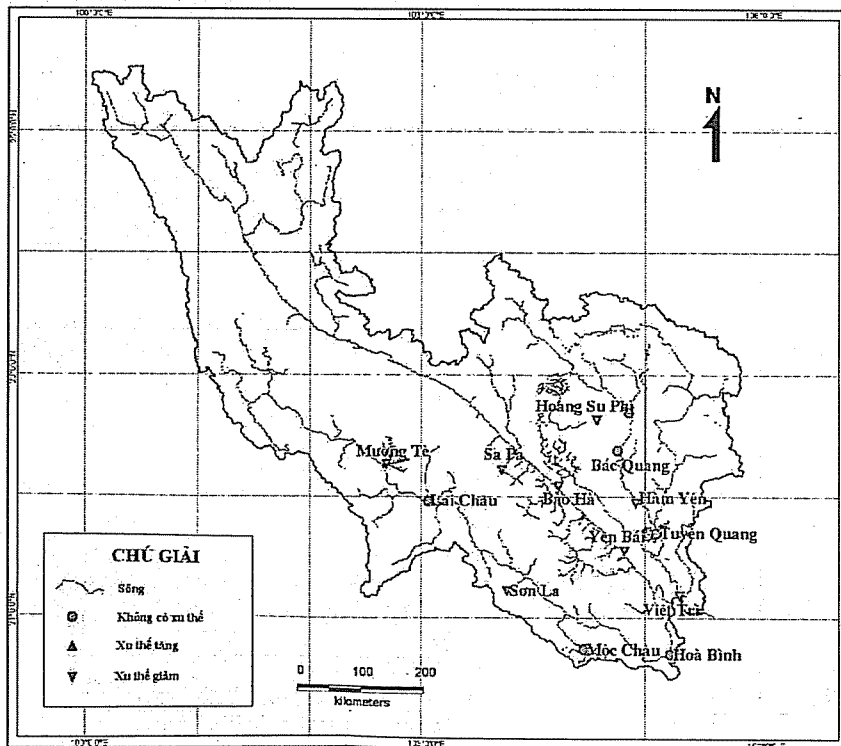 N
Hoàng Su Phì
Mường Tè
Sa Pa
Bắc Quang
Lai Châu
Bảo Hà
Hàm Yên
Yên Bái
Tuyên Quang
Sơn La
Việt Trì
Mộc Châu
Hoà Bình
CHÚ GIẢI
Sông
Không có xu thế
Xu thế tăng
Xu thế giảm
0 100 200
kilometers